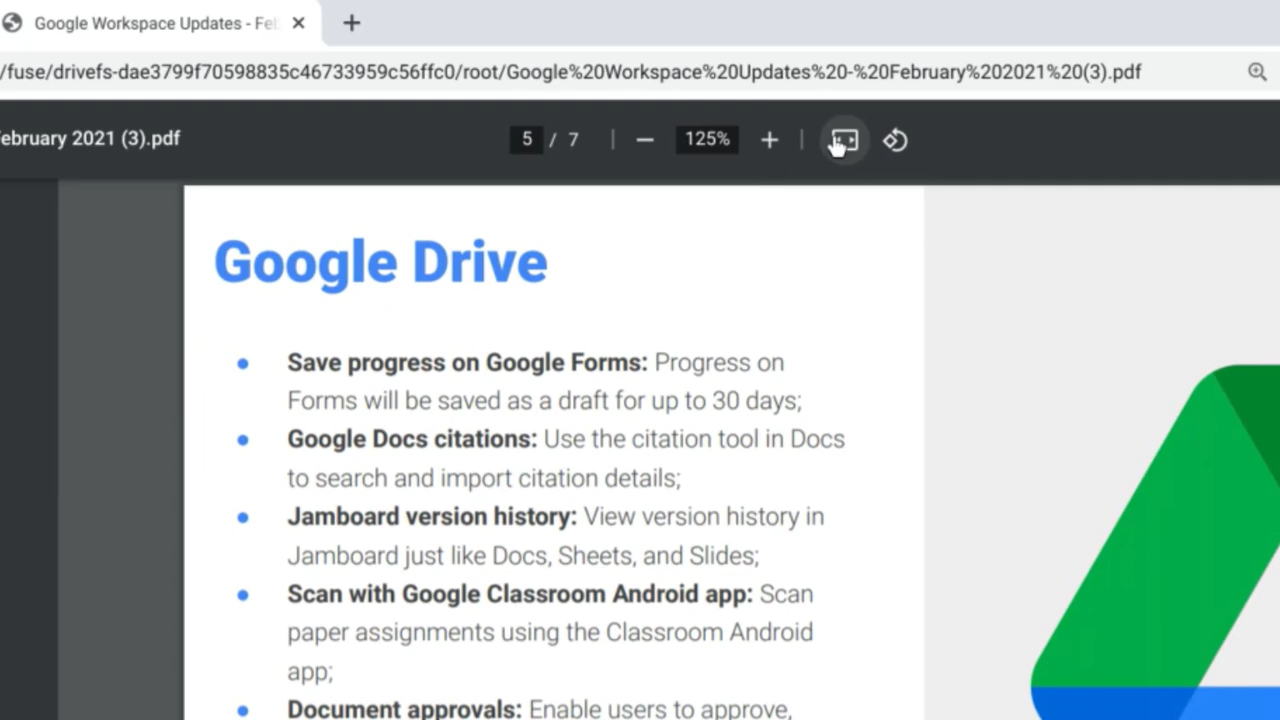 Google Workspace Updates - Feb
/fuse/drivefs-dae3799f70598835c46733959c56ffc0/root/Google%20Workspace%20Updates%20-%20February%202021%20(3).pdf
ebruary 2021 (3).pdf
5 / 7
125%
Google Drive
Save progress on Google Forms: Progress on
Forms will be saved as a draft for up to 30 days;
Google Docs citations: Use the citation tool in Docs
to search and import citation details;
Jamboard version history: View version history in
Jamboard just like Docs, Sheets, and Slides;
Scan with Google Classroom Android app: Scan
paper assignments using the Classroom Android
app;
Document approvals: Enable users to approve,